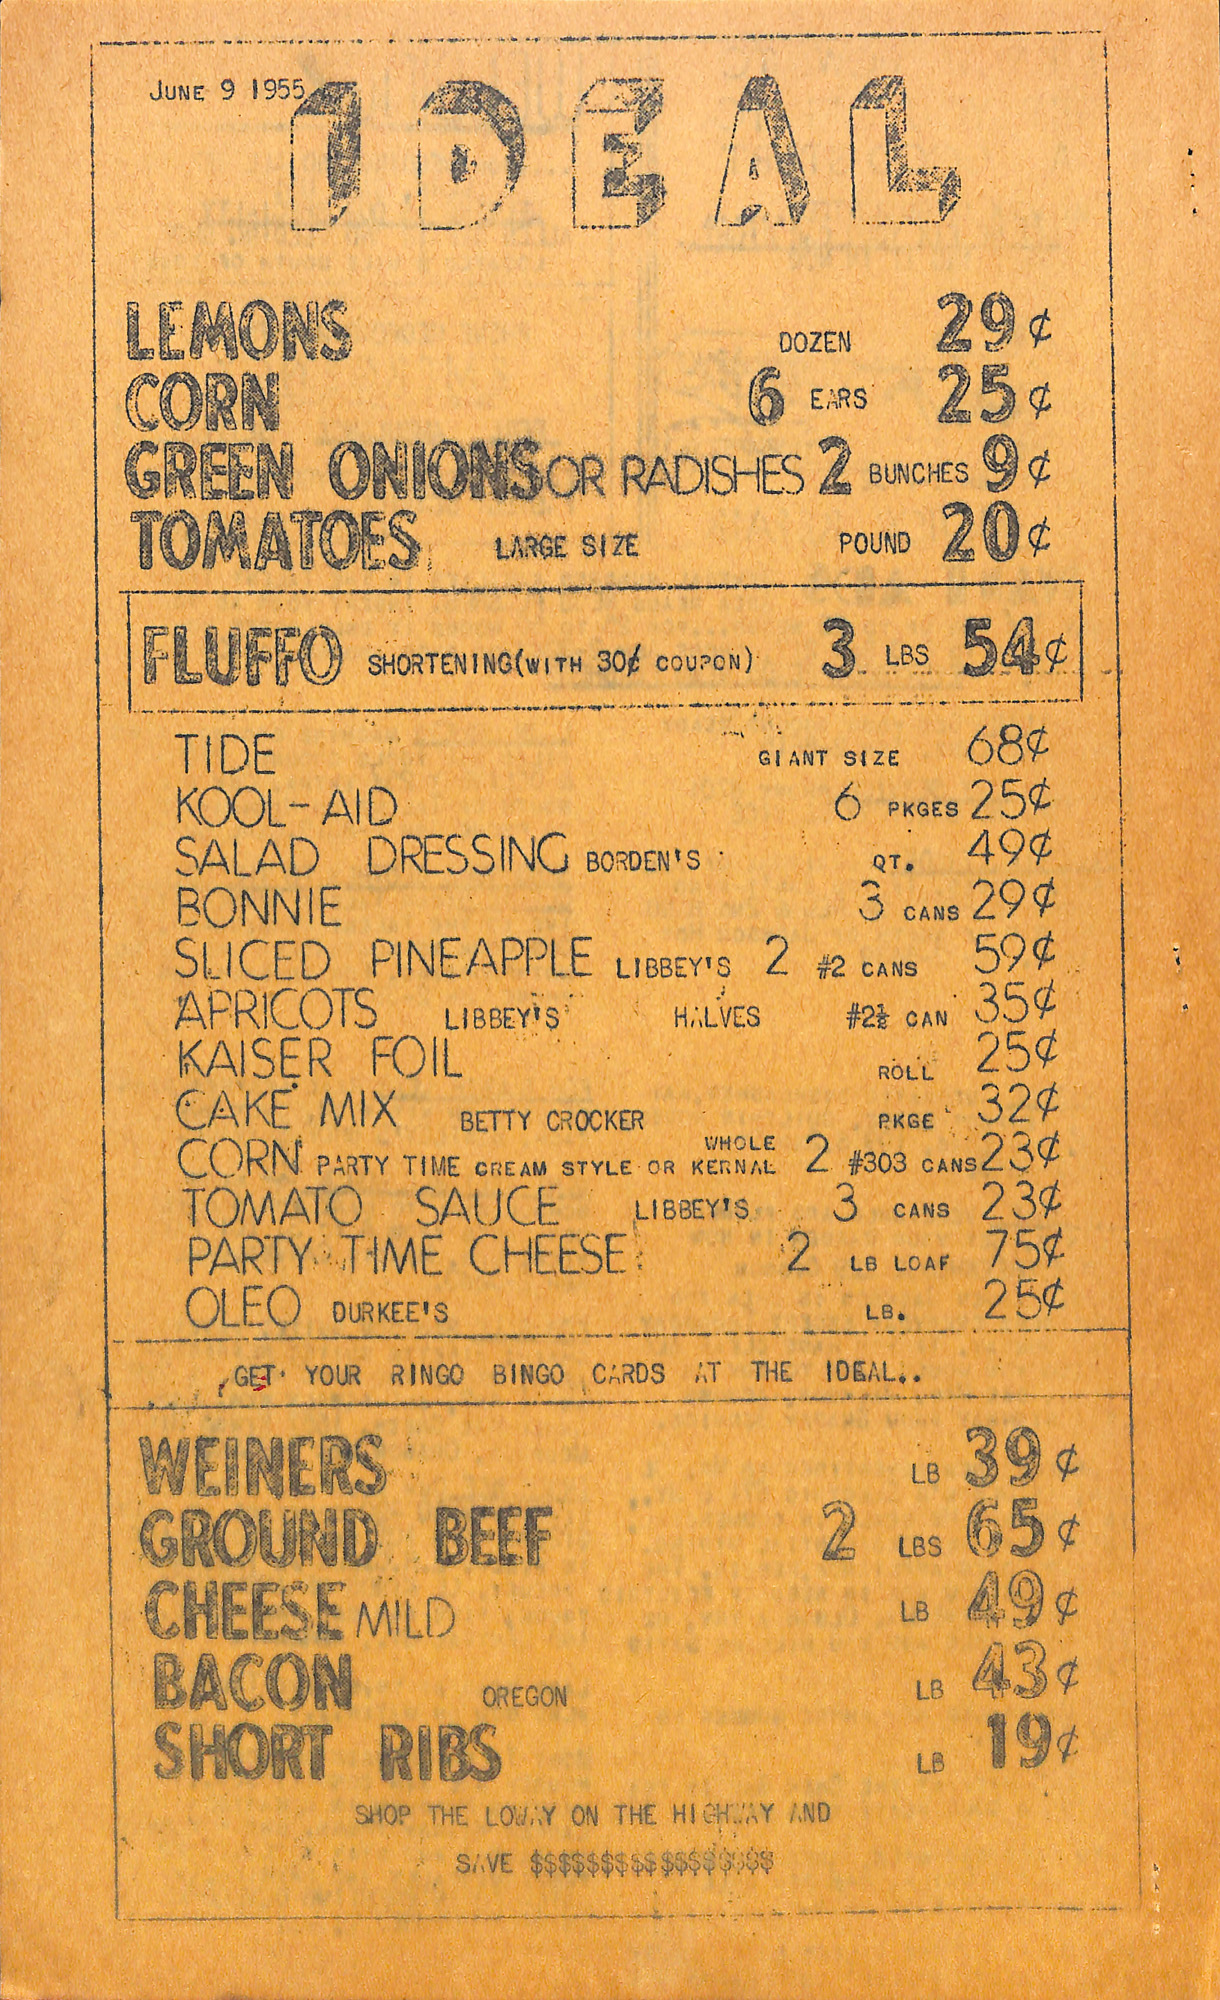 JUNE 9 1955
IDEAL
LEMONS DOZEN 29¢
CORN 6 EARS 25¢
GREEN ONIONS OR RADISHES 2 BUNCHES 9¢
TOMATOES LARGE SIZE POUND 20¢
FLUFFO SHORTENING(WITH 30¢ COUPON) 3 LBS 54¢
TIDE GIANT SIZE 68¢
KOOL-AID 6 PKGES 25¢
SALAD DRESSING BORDEN'S QT. 49¢
BONNIE 3 CANS 29¢
SLICED PINEAPPLE LIBBEY'S 2 #2 CANS 59¢
APRICOTS LIBBEY'S HALVES #2½ CAN 35¢
KAISER FOIL ROLL 25¢
CAKE MIX BETTY CROCKER PKGE 32¢
CORN PARTY TIME CREAM STYLE OR WHOLE KERNAL 2 #303 CANS 23¢
TOMATO SAUCE LIBBEY'S 3 CANS 23¢
PARTY TIME CHEESE 2 LB LOAF 75¢
OLEO DURKEE'S LB. 25¢
GET YOUR RINGO BINGO CARDS AT THE IDEAL..
WEINERS LB 39¢
GROUND BEEF 2 LBS 65¢
CHEESE MILD LB 49¢
BACON OREGON LB 43¢
SHORT RIBS LB 19¢
SHOP THE LOWAY ON THE HIGHWAY AND
SAVE $$$$$$$$$$$$$$$$$